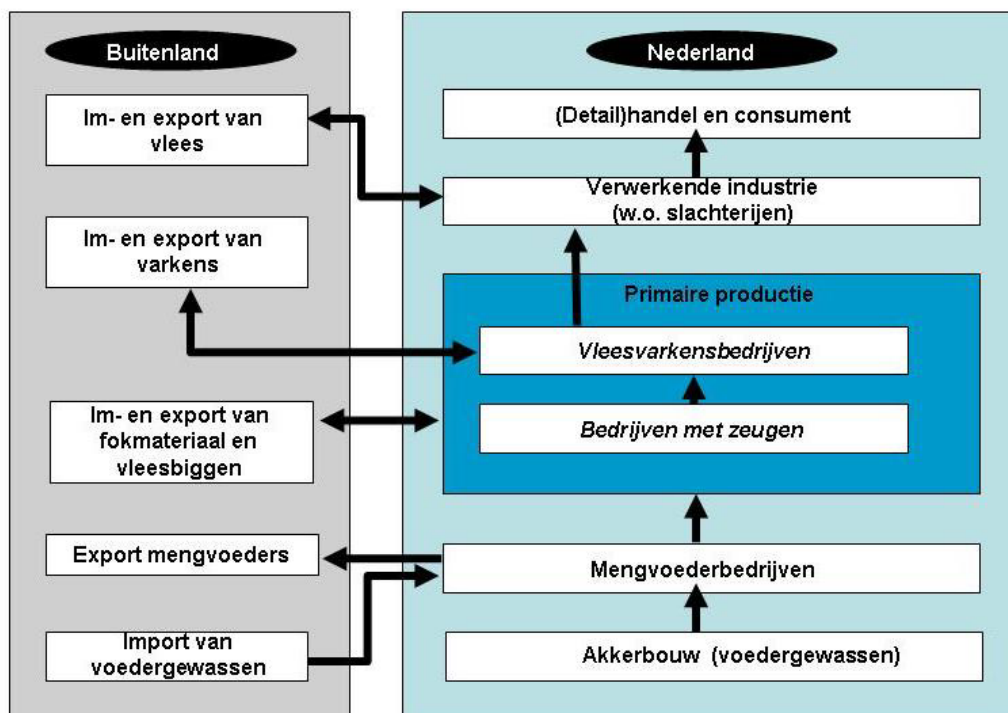 Buitenland
Im- en export van
vlees
Im- en export van
varkens
Im- en export van
fokmateriaal en
vleesbiggen
Export mengvoeders
Import van
voedergewassen
Nederland
(Detail)handel en consument
Verwerkende industrie
(w.o. slachterijen)
Primaire productie
Vleesvarkensbedrijven
Bedrijven met zeugen
Mengvoederbedrijven
Akkerbouw (voedergewassen)